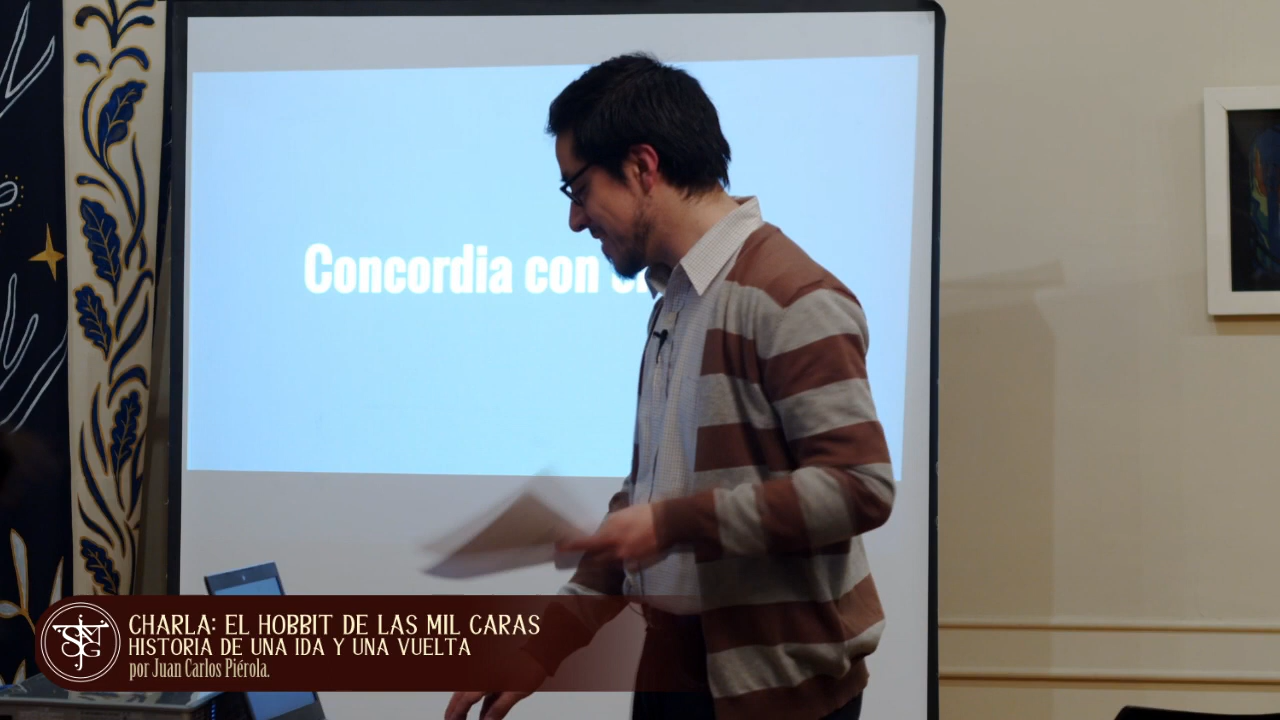 Concordia con el
CHARLA: EL HOBBIT DE LAS MIL CARAS
HISTORIA DE UNA IDA Y UNA VUELTA
por Juan Carlos Piérola.